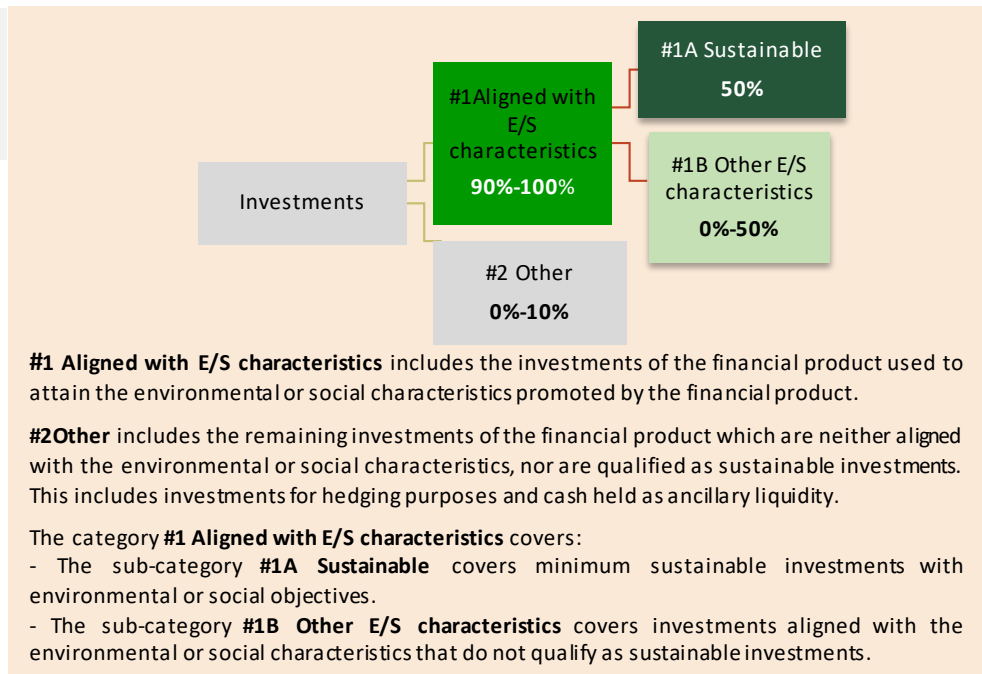 #1A Sustainable
50%
#1Aligned with
E/S
characteristics
90%-100%
#1B Other E/S
characteristics
0%-50%
Investments
#2 Other
0%-10%
#1 Aligned with E/S characteristics includes the investments of the financial product used to
attain the environmental or social characteristics promoted by the financial product.
#2Other includes the remaining investments of the financial product which are neither aligned
with the environmental or social characteristics, nor are qualified as sustainable investments.
This includes investments for hedging purposes and cash held as ancillary liquidity.
The category #1 Aligned with E/S characteristics covers:
- The sub-category #1A Sustainable covers minimum sustainable investments with
environmental or social objectives.
- The sub-category #1B Other E/S characteristics covers investments aligned with the
environmental or social characteristics that do not qualify as sustainable investments.